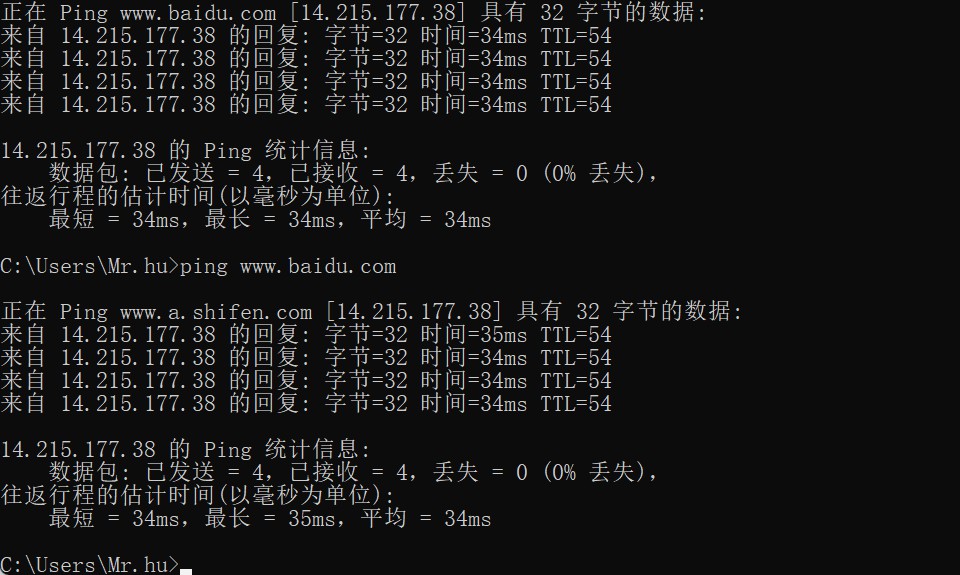 正在 Ping www.baidu.com [14.215.177.38] 具有 32 字节的数据:
来自 14.215.177.38 的回复: 字节=32 时间=34ms TTL=54
来自 14.215.177.38 的回复: 字节=32 时间=34ms TTL=54
来自 14.215.177.38 的回复: 字节=32 时间=34ms TTL=54
来自 14.215.177.38 的回复: 字节=32 时间=34ms TTL=54
14.215.177.38 的 Ping 统计信息:
数据包: 已发送 = 4，已接收 = 4，丢失 = 0 (0% 丢失)，
往返行程的估计时间(以毫秒为单位):
最短 = 34ms，最长 = 34ms，平均 = 34ms
C:\Users\Mr.hu>ping www.baidu.com
正在 Ping www.a.shifen.com [14.215.177.38] 具有 32 字节的数据:
来自 14.215.177.38 的回复: 字节=32 时间=35ms TTL=54
来自 14.215.177.38 的回复: 字节=32 时间=34ms TTL=54
来自 14.215.177.38 的回复: 字节=32 时间=34ms TTL=54
来自 14.215.177.38 的回复: 字节=32 时间=34ms TTL=54
14.215.177.38 的 Ping 统计信息:
数据包: 已发送 = 4，已接收 = 4，丢失 = 0 (0% 丢失)，
往返行程的估计时间(以毫秒为单位):
最短 = 34ms，最长 = 35ms，平均 = 34ms
C:\Users\Mr.hu>